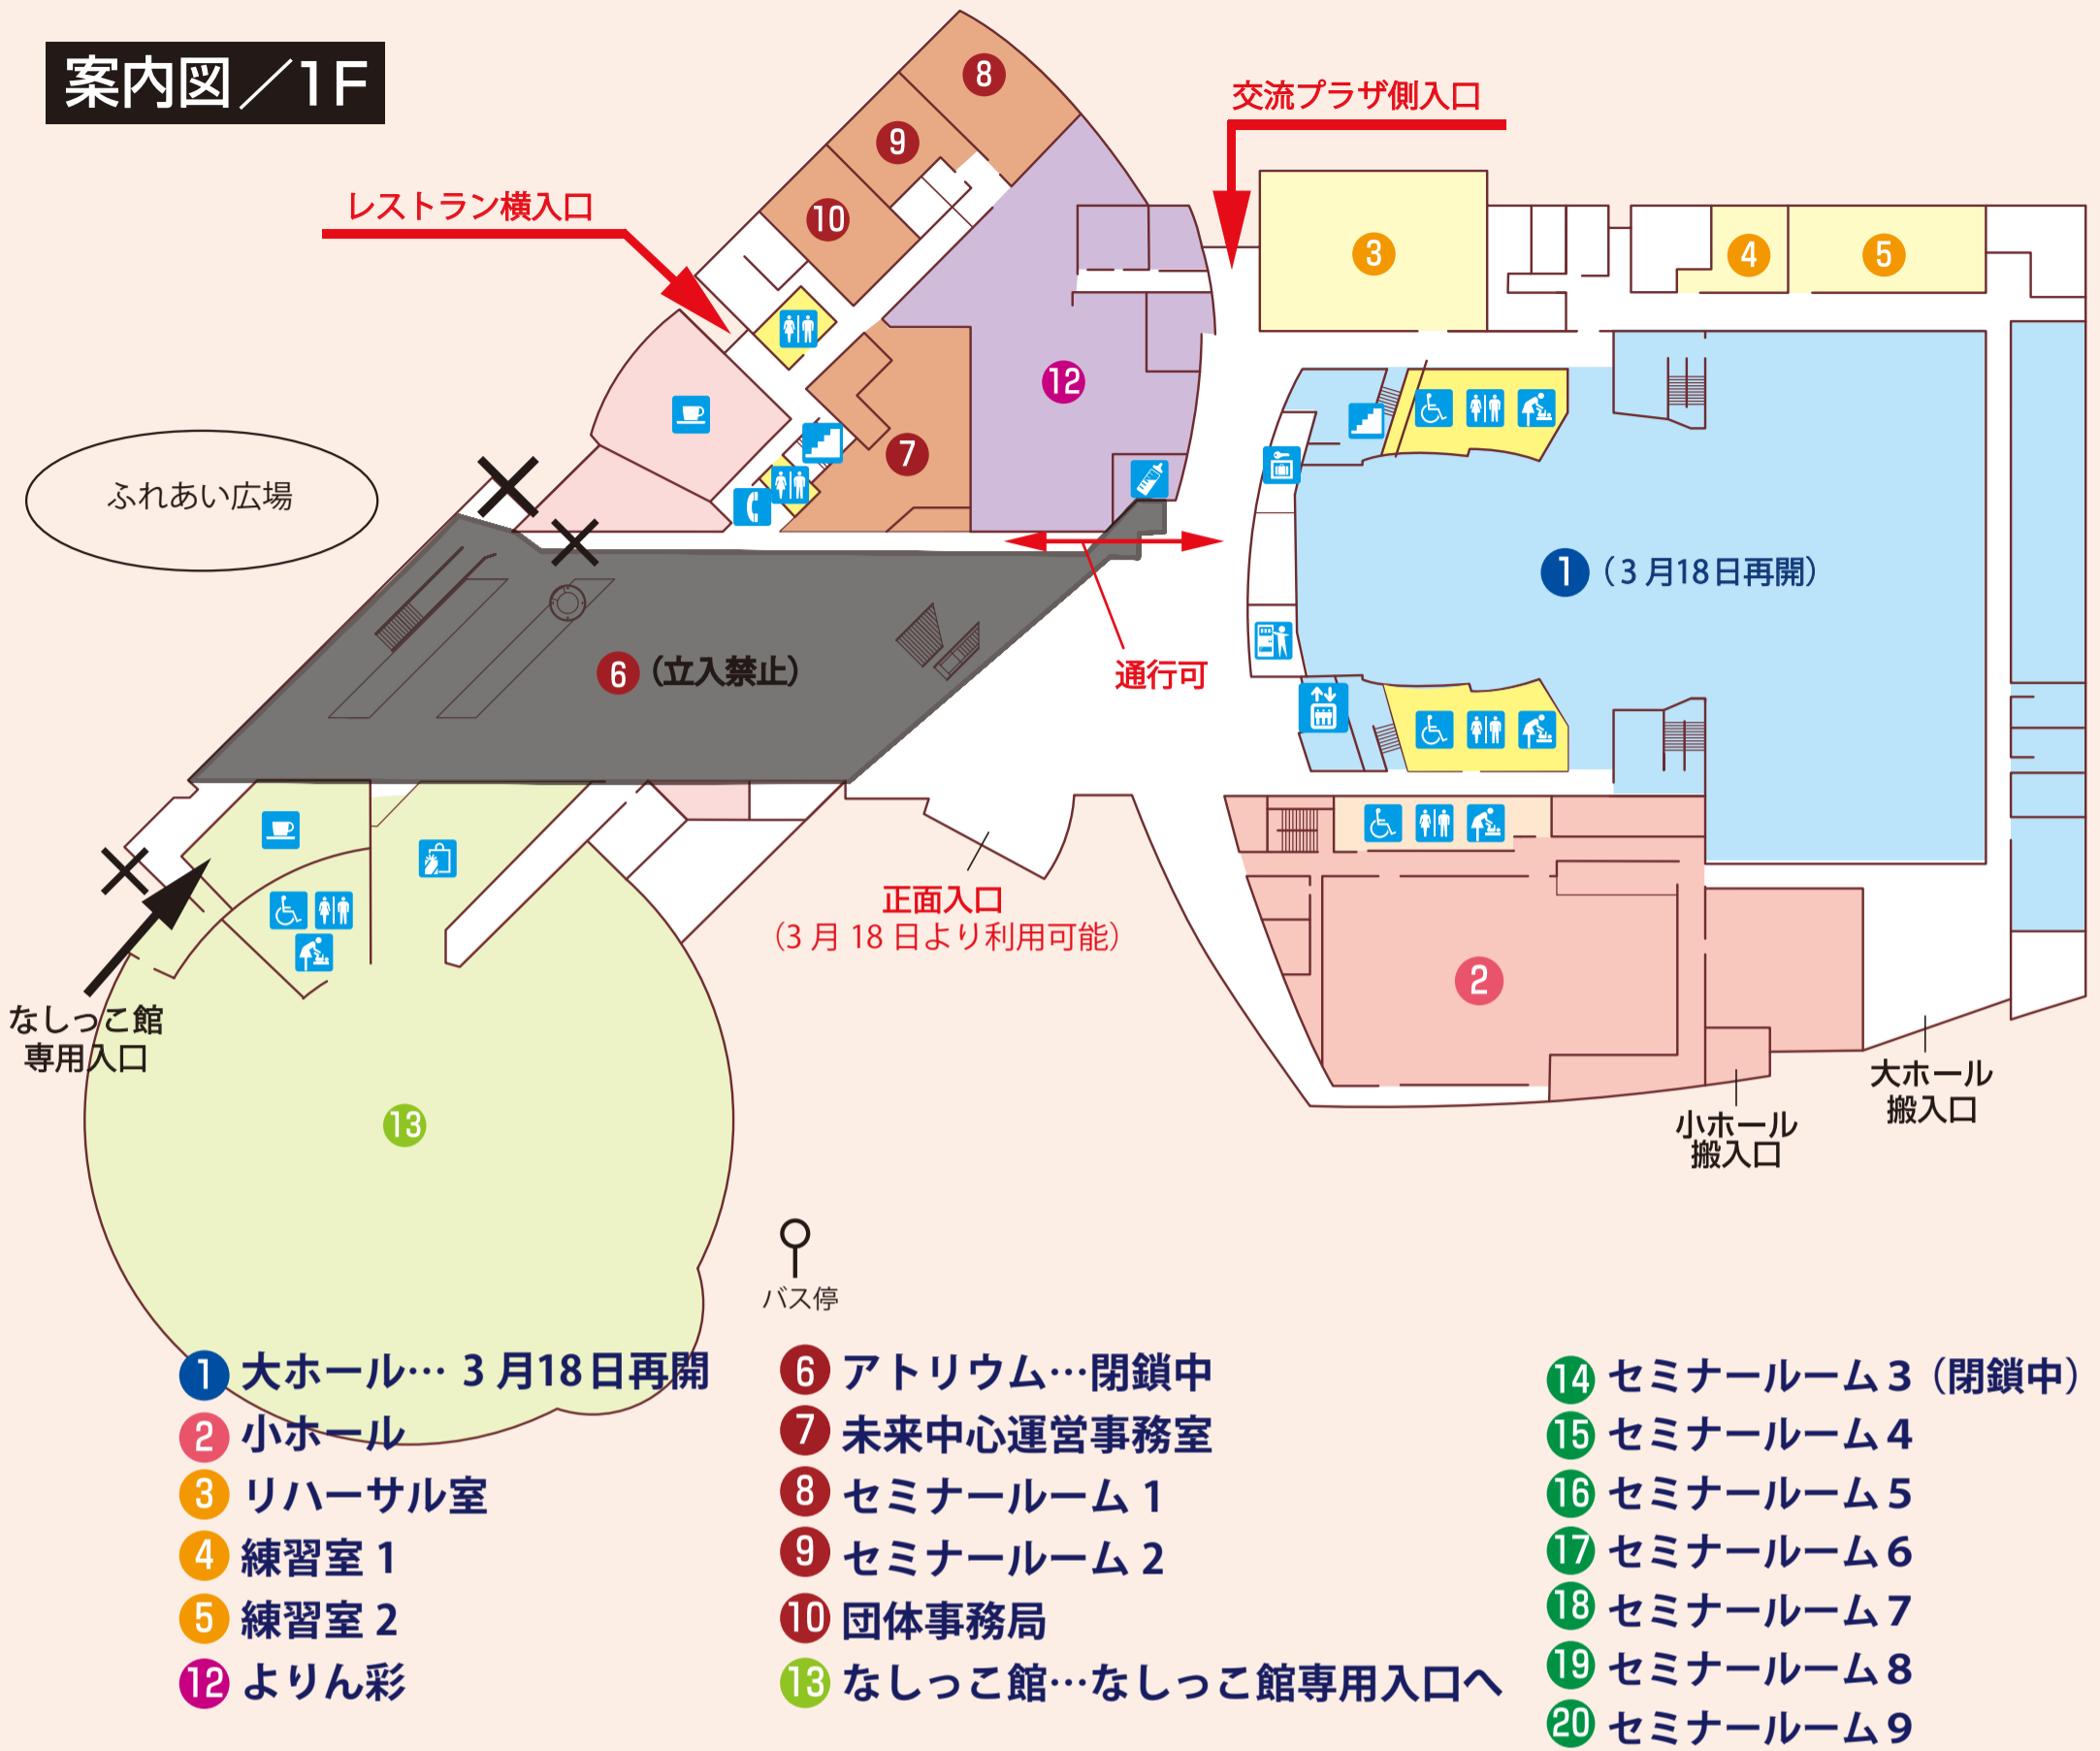 案内図／1F
交流プラザ側入口
レストラン横入口
8
9
10
3
4
5
12
7
ふれあい広場
1（3月18日再開）
6（立入禁止）
通行可
正面入口
（3月18日より利用可能）
2
なしっこ館
専用入口
13
大ホール
搬入口
小ホール
搬入口
バス停
1 大ホール… 3月18日再開
2 小ホール
3 リハーサル室
4 練習室 1
5 練習室 2
12 よりん彩
6 アトリウム…閉鎖中
7 未来中心運営事務室
8 セミナールーム 1
9 セミナールーム 2
10 団体事務局
13 なしっこ館…なしっこ館専用入口へ
14 セミナールーム 3（閉鎖中）
15 セミナールーム 4
16 セミナールーム 5
17 セミナールーム 6
18 セミナールーム 7
19 セミナールーム 8
20 セミナールーム 9